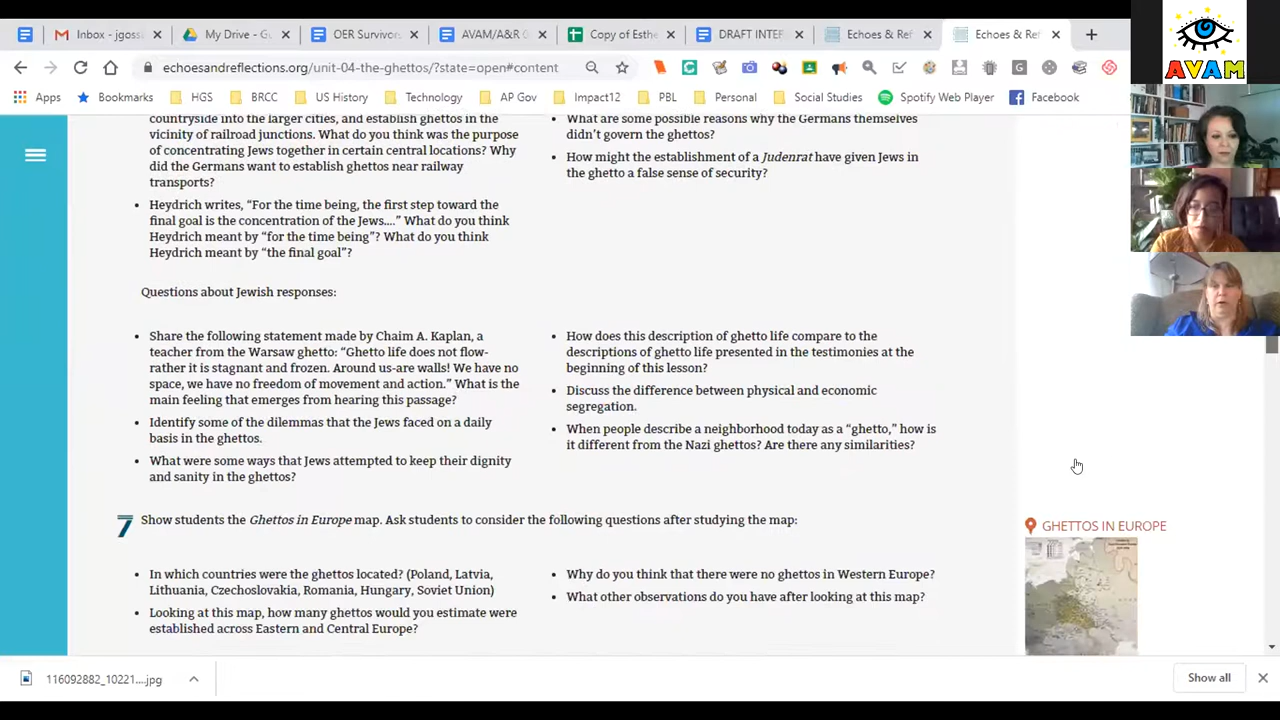 Inbox - jgssa
My Drive - Gu
OER Survivor
AVAM/A&R
Copy of Esthe
DRAFT INTER
Echoes & Ref
Echoes & Ref
echoesandreflections.org/unit-04-the-ghettos/?state=open#content
Apps
Bookmarks
HGS
BRCC
US History
Technology
AP Gov
Impact12
PBL
Personal
Social Studies
Spotify Web Player
Facebook
AVAM
countryside into the larger cities, and establish ghettos in the
vicinity of railroad junctions. What do you think was the purpose
of concentrating Jews together in certain central locations? Why
did the Germans want to establish ghettos near railway
transports?
• Heydrich writes, “For the time being, the first step toward the
final goal is the concentration of the Jews....” What do you think
Heydrich meant by “for the time being”? What do you think
Heydrich meant by “the final goal”?
• What are some possible reasons why the Germans themselves
didn’t govern the ghettos?
• How might the establishment of a Judenrat have given Jews in
the ghetto a false sense of security?
Questions about Jewish responses:
• Share the following statement made by Chaim A. Kaplan, a
teacher from the Warsaw ghetto: “Ghetto life does not flow-
rather it is stagnant and frozen. Around us-are walls! We have no
space, we have no freedom of movement and action.” What is the
main feeling that emerges from hearing this passage?
• Identify some of the dilemmas that the Jews faced on a daily
basis in the ghettos.
• What were some ways that Jews attempted to keep their dignity
and sanity in the ghettos?
• How does this description of ghetto life compare to the
descriptions of ghetto life presented in the testimonies at the
beginning of this lesson?
• Discuss the difference between physical and economic
segregation.
• When people describe a neighborhood today as a “ghetto,” how is
it different from the Nazi ghettos? Are there any similarities?
7 Show students the Ghettos in Europe map. Ask students to consider the following questions after studying the map:
• In which countries were the ghettos located? (Poland, Latvia,
Lithuania, Czechoslovakia, Romania, Hungary, Soviet Union)
• Looking at this map, how many ghettos would you estimate were
established across Eastern and Central Europe?
• Why do you think that there were no ghettos in Western Europe?
• What other observations do you have after looking at this map?
GHETTOS IN EUROPE
116092882_10221....jpg
Show all